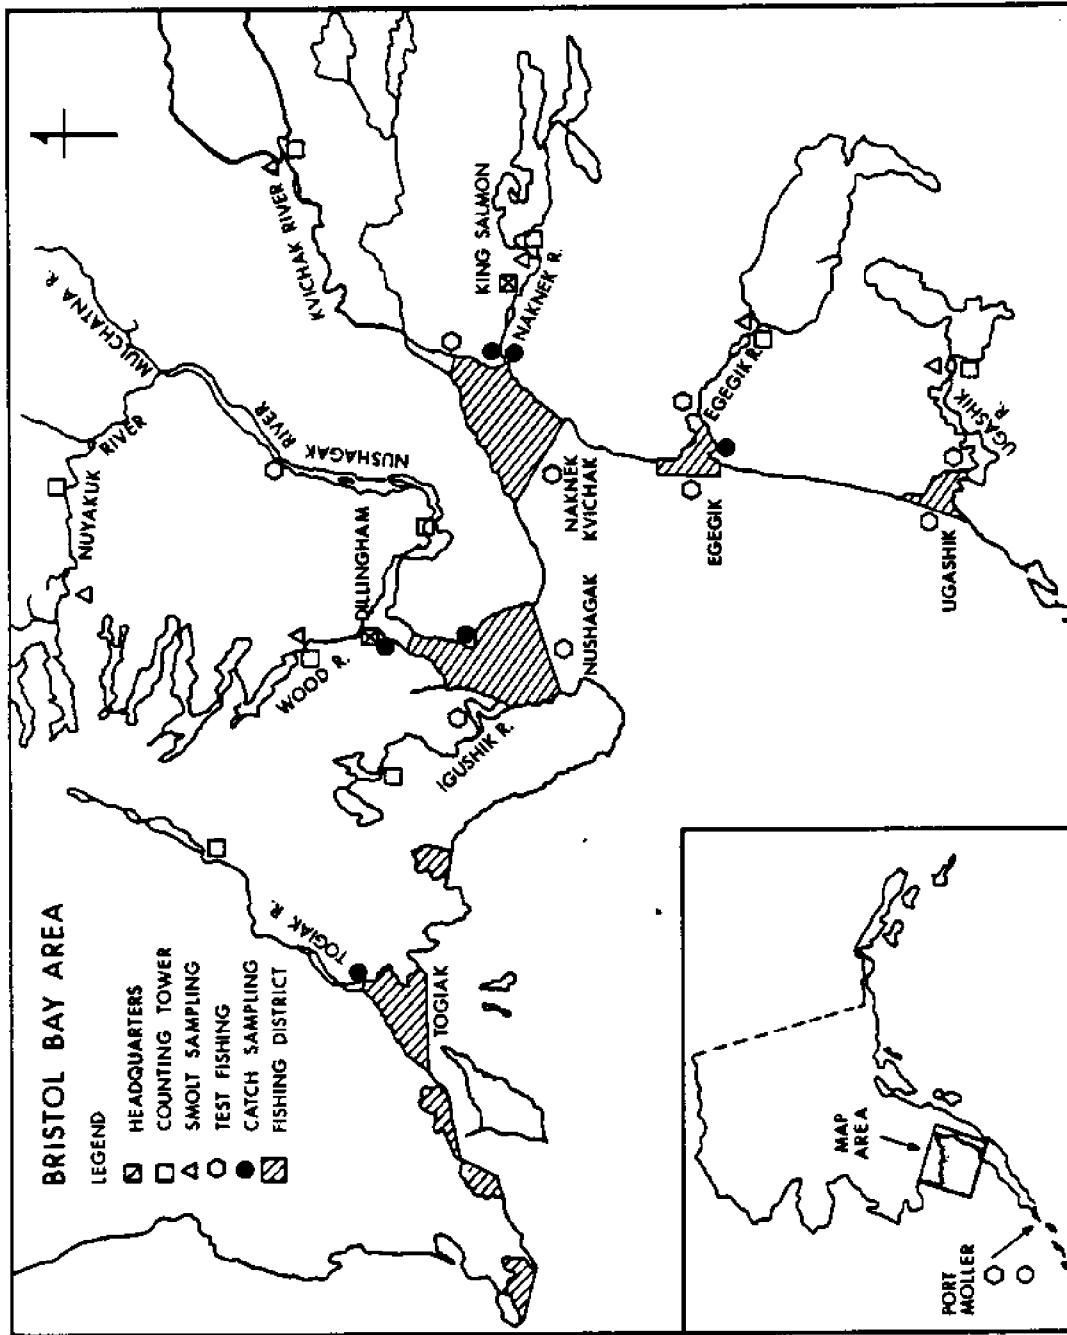 BRISTOL BAY AREA
LEGEND
HEADQUARTERS
COUNTING TOWER
SMOLT SAMPLING
TEST FISHING
CATCH SAMPLING
FISHING DISTRICT
TOGIAK R.
TOGIAK
WOOD R.
IGUSHIK R.
DILLINGHAM
NUSHAGAK
NUYAKUK
RIVER
MULCHATNA R.
NUSHAGAK
RIVER
KVICHAK RIVER
KING SALMON
NAKNEK R.
NAKNEK
KVICHAK
EGEGIK R.
EGEGIK
UGASHIK
R.
UGASHIK
MAP
AREA
PORT
MOLLER